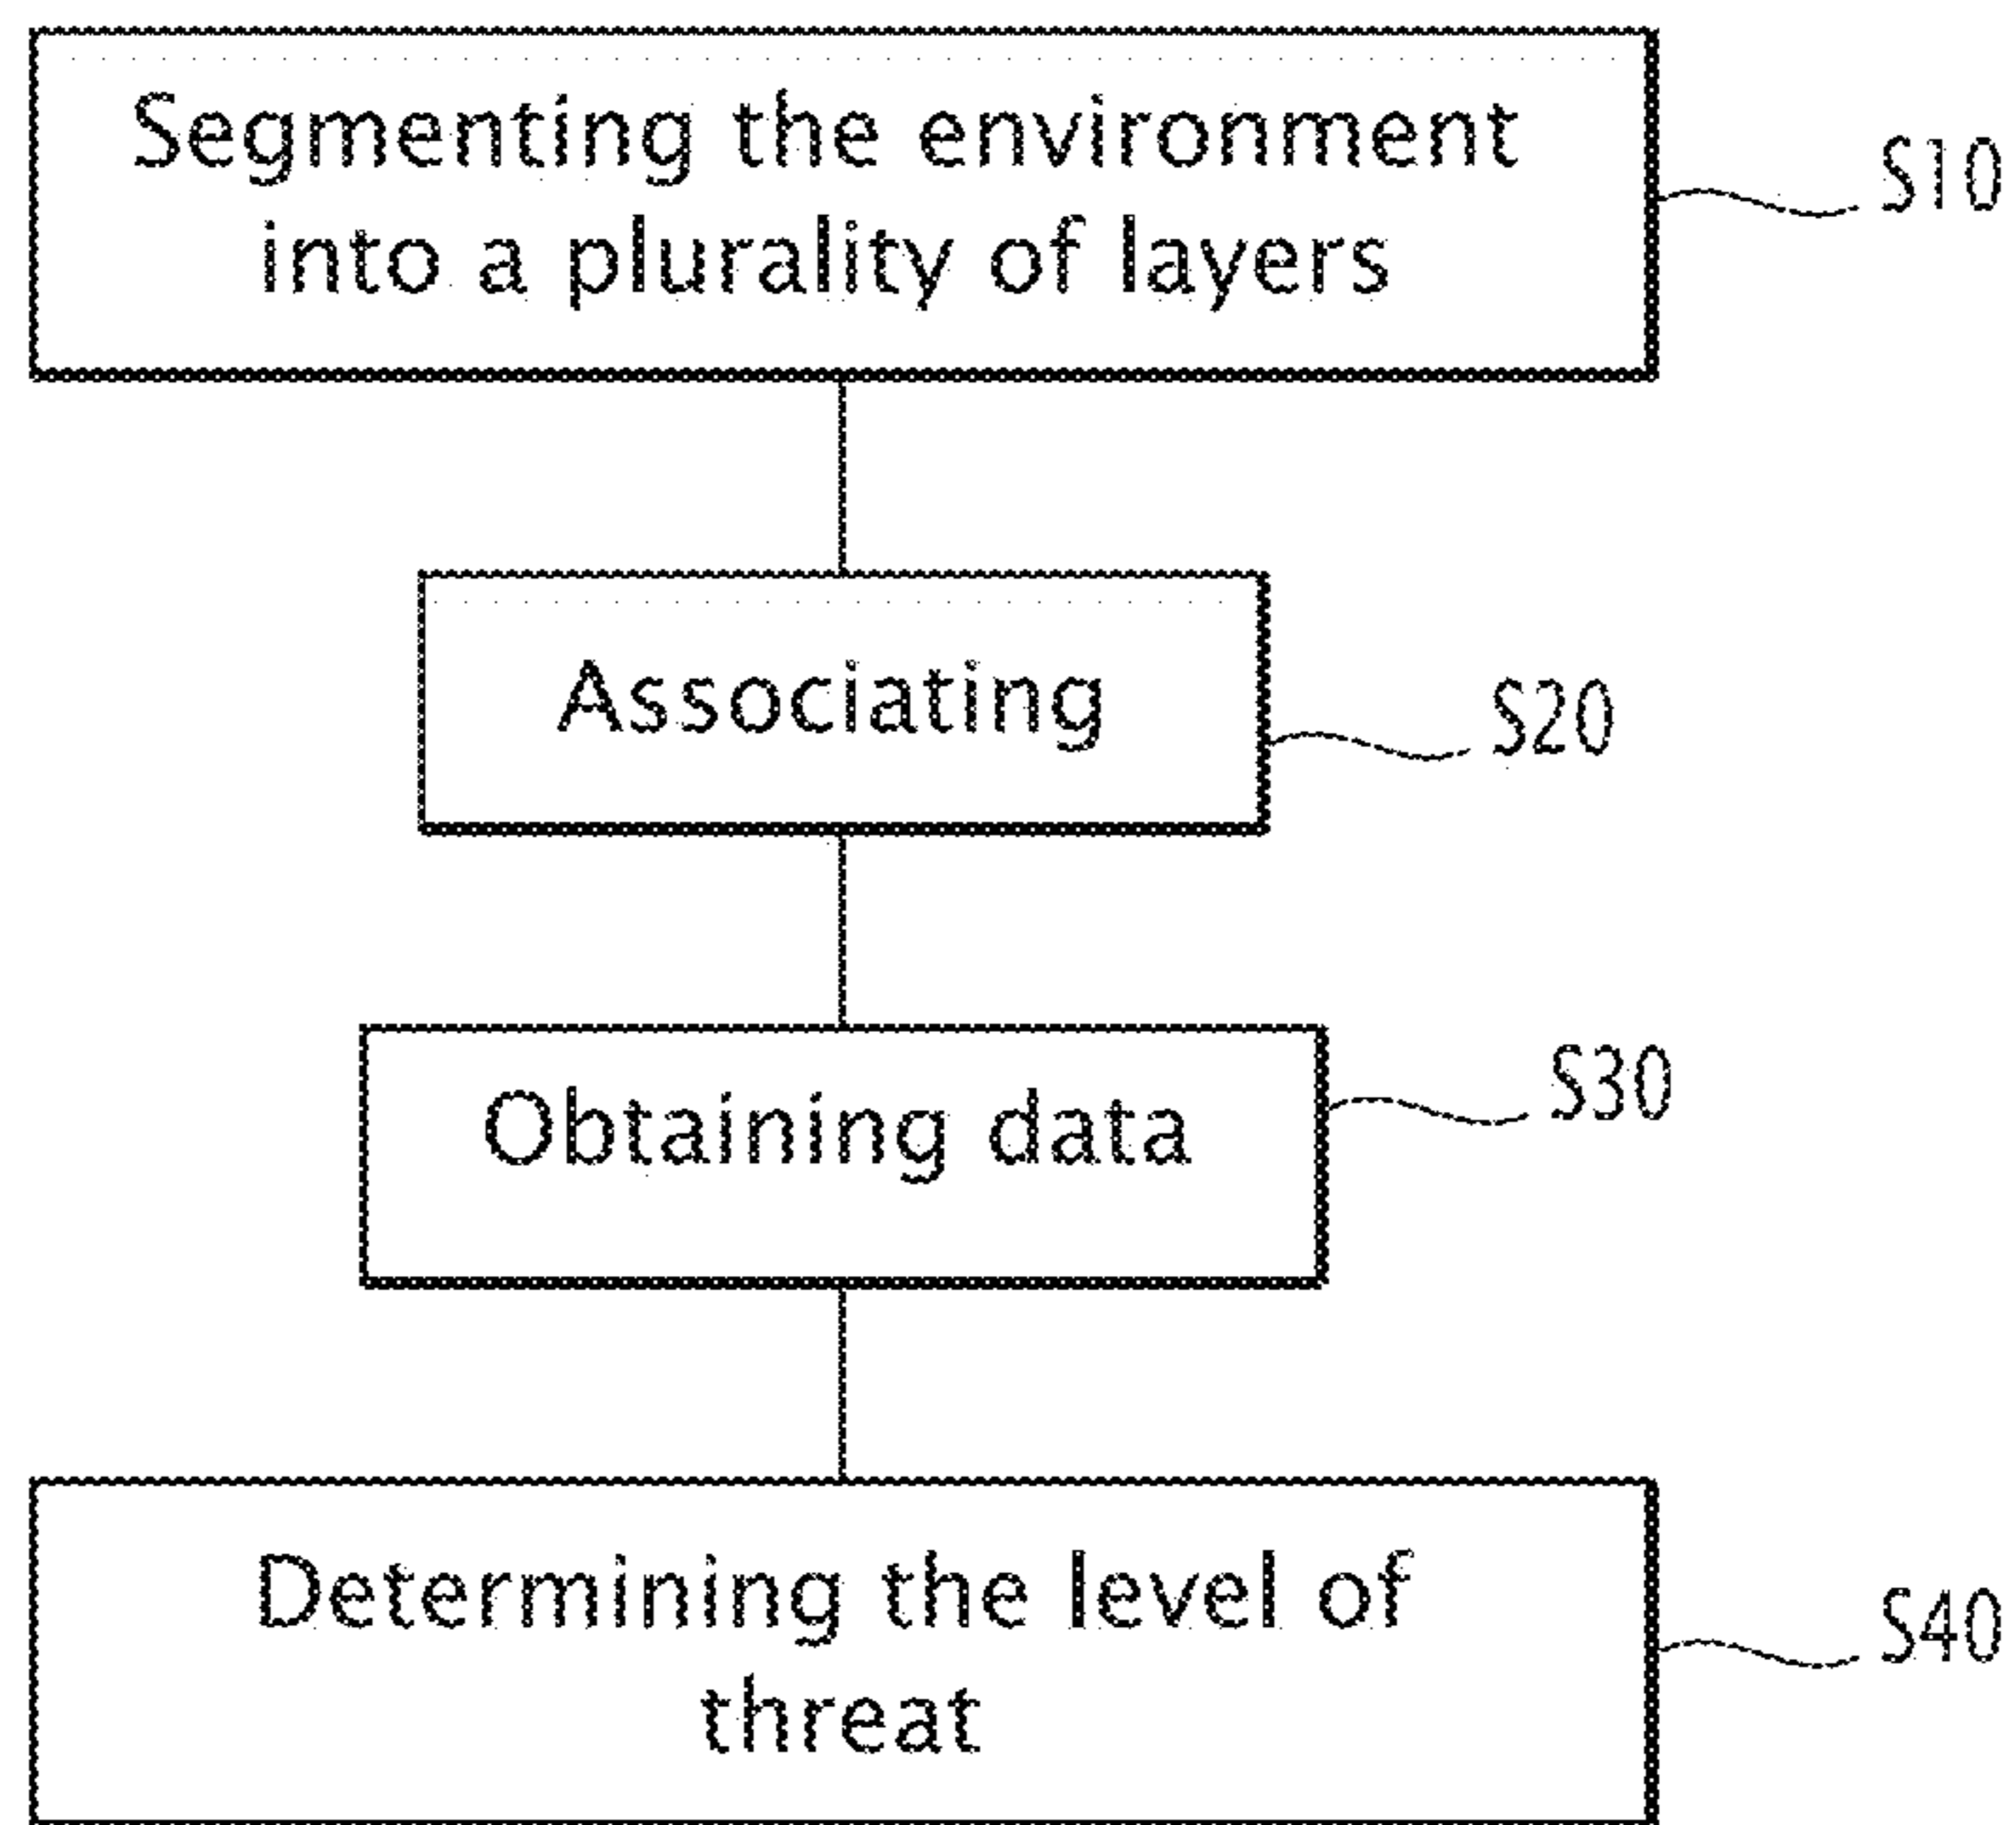 Segmenting the environment
into a plurality of layers
S10
Associating
S20
Obtaining data
S30
Determining the level of
threat
S40